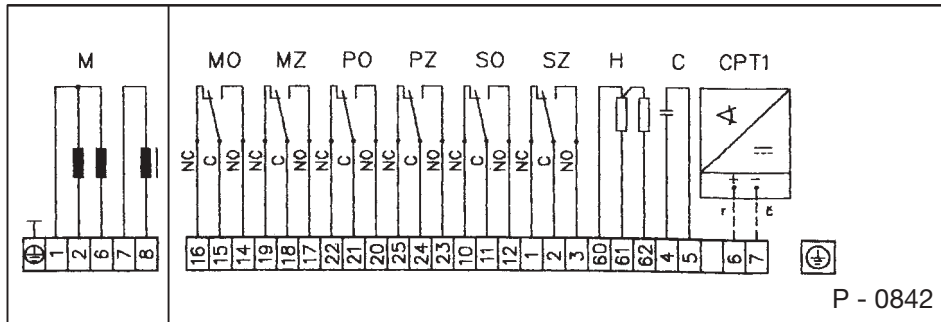 M MO MZ PO PZ SO SZ H C CPT1
NC C NO NC C NO NC C NO NC C NO NC C NO NC C NO
+ -
r č
1 2 6 7 8 16 15 14 19 18 17 22 21 20 25 24 23 10 11 12 1 2 3 60 61 62 4 5 6 7
P - 0842